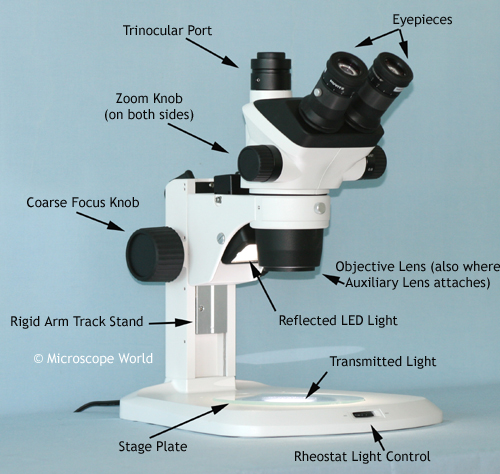 Eyepieces
Trinocular Port
Zoom Knob
(on both sides)
Coarse Focus Knob
Objective Lens (also where
Auxiliary Lens attaches)
Rigid Arm Track Stand
Reflected LED Light
© Microscope World
Transmitted Light
Stage Plate
Rheostat Light Control